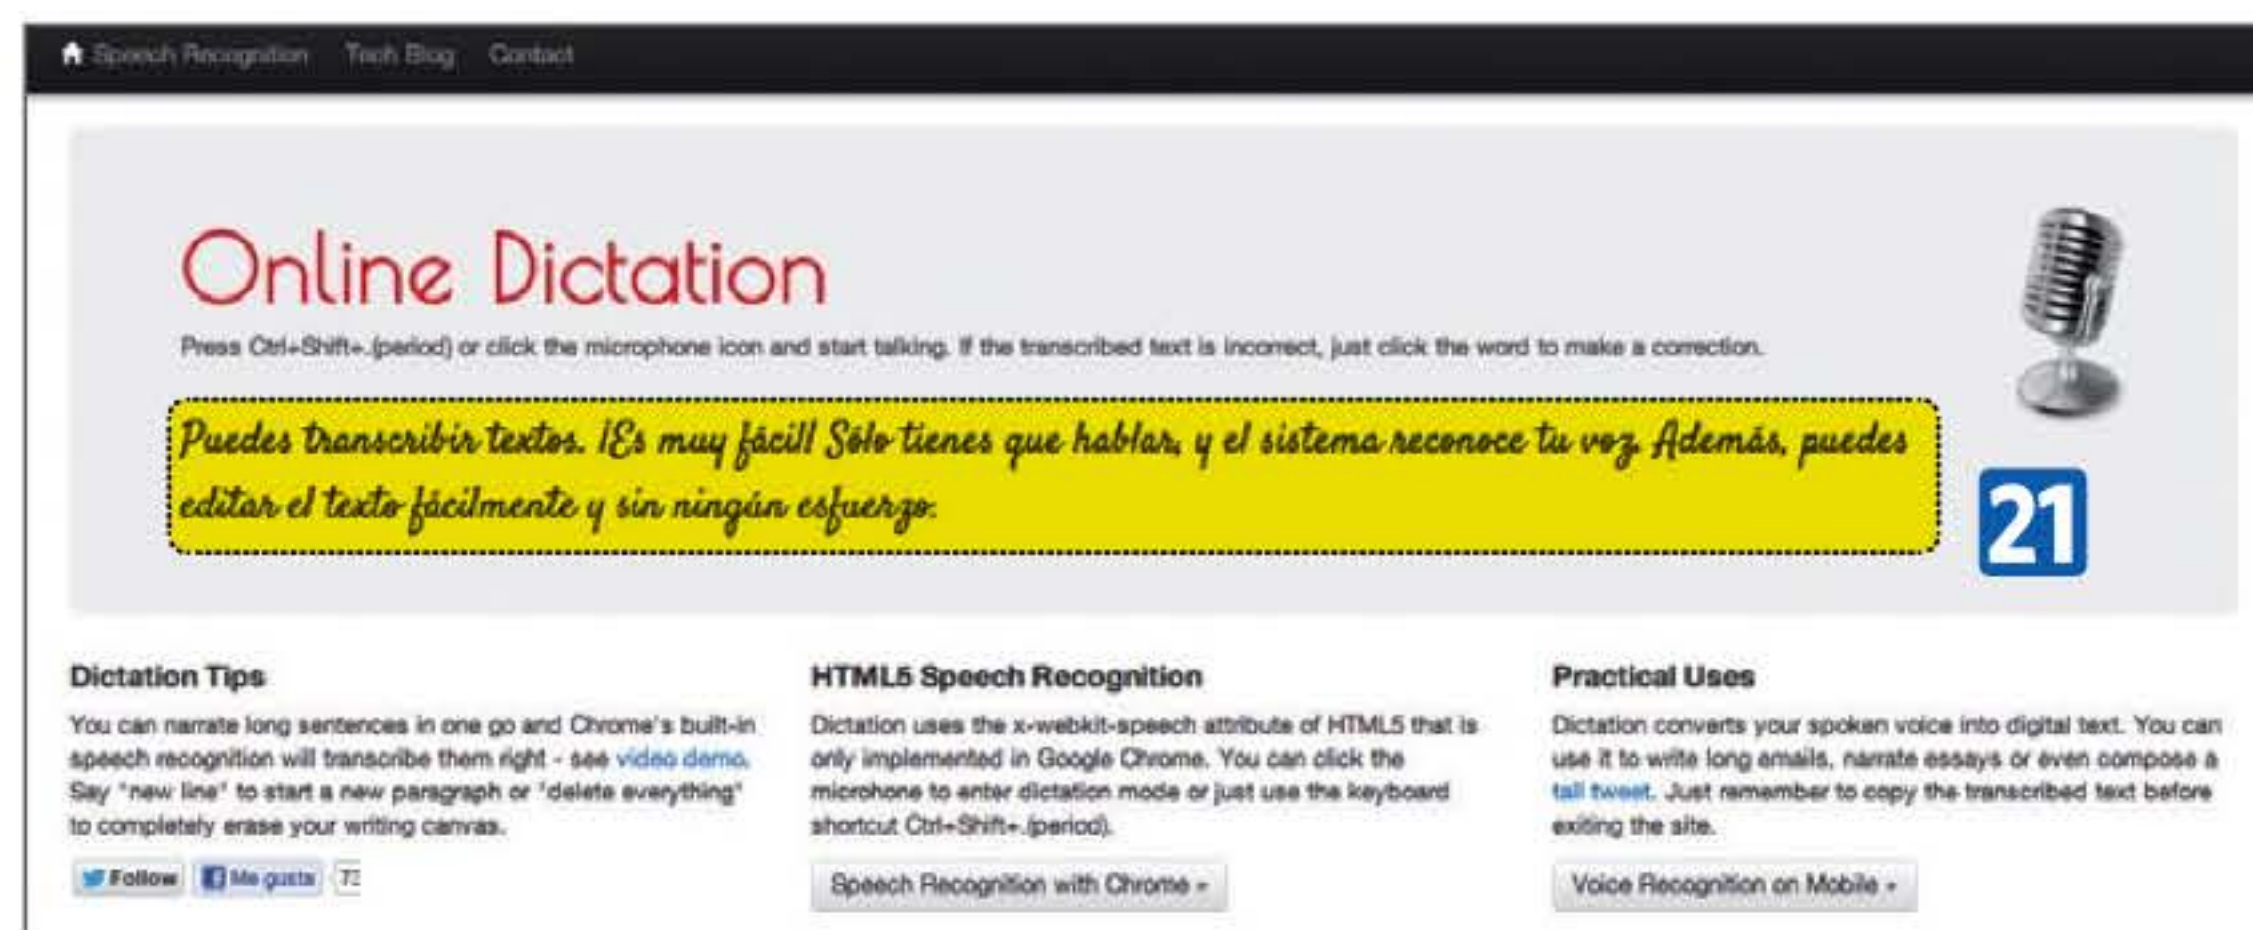 Speech Recognition Tech Blog Contact
Online Dictation
Press Ctrl+Shift+.(period) or click the microphone icon and start talking. If the transcribed text is incorrect, just click the word to make a correction.
Puedes transcribir textos. ¡Es muy fácil! Sólo tienes que hablar, y el sistema reconoce tu voz. Además, puedes
editar el texto fácilmente y sin ningún esfuerzo.
21
Dictation Tips
You can narrate long sentences in one go and Chrome's built-in
speech recognition will transcribe them right - see video demo.
Say "new line" to start a new paragraph or "delete everything"
to completely erase your writing canvas.
Follow Me gusta 73
HTML5 Speech Recognition
Dictation uses the x-webkit-speech attribute of HTML5 that is
only implemented in Google Chrome. You can click the
microhone to enter dictation mode or just use the keyboard
shortcut Ctrl+Shift+.(period).
Speech Recognition with Chrome »
Practical Uses
Dictation converts your spoken voice into digital text. You can
use it to write long emails, narrate essays or even compose a
tall tweet. Just remember to copy the transcribed text before
exiting the site.
Voice Recognition on Mobile »